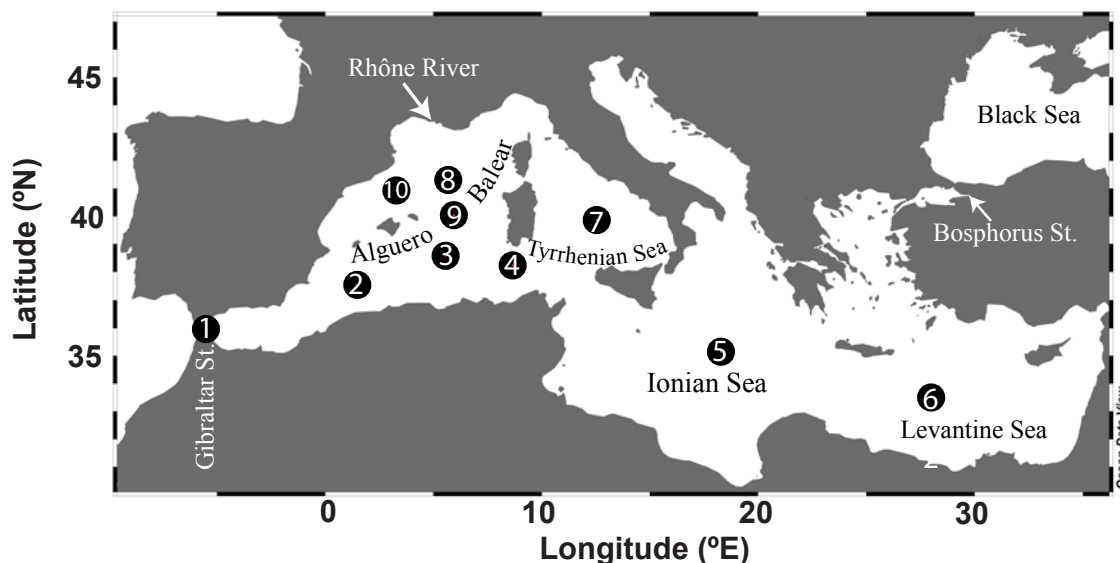 Rhône River
45
Black Sea
Balear
8
10
Latitude (ºN)
40
9
7
Bosphorus St.
Alguero
Tyrrhenian Sea
3
4
2
1
35
5
Gibraltar St.
Ionian Sea
6
Levantine Sea
2
0
10
20
30
Longitude (ºE)